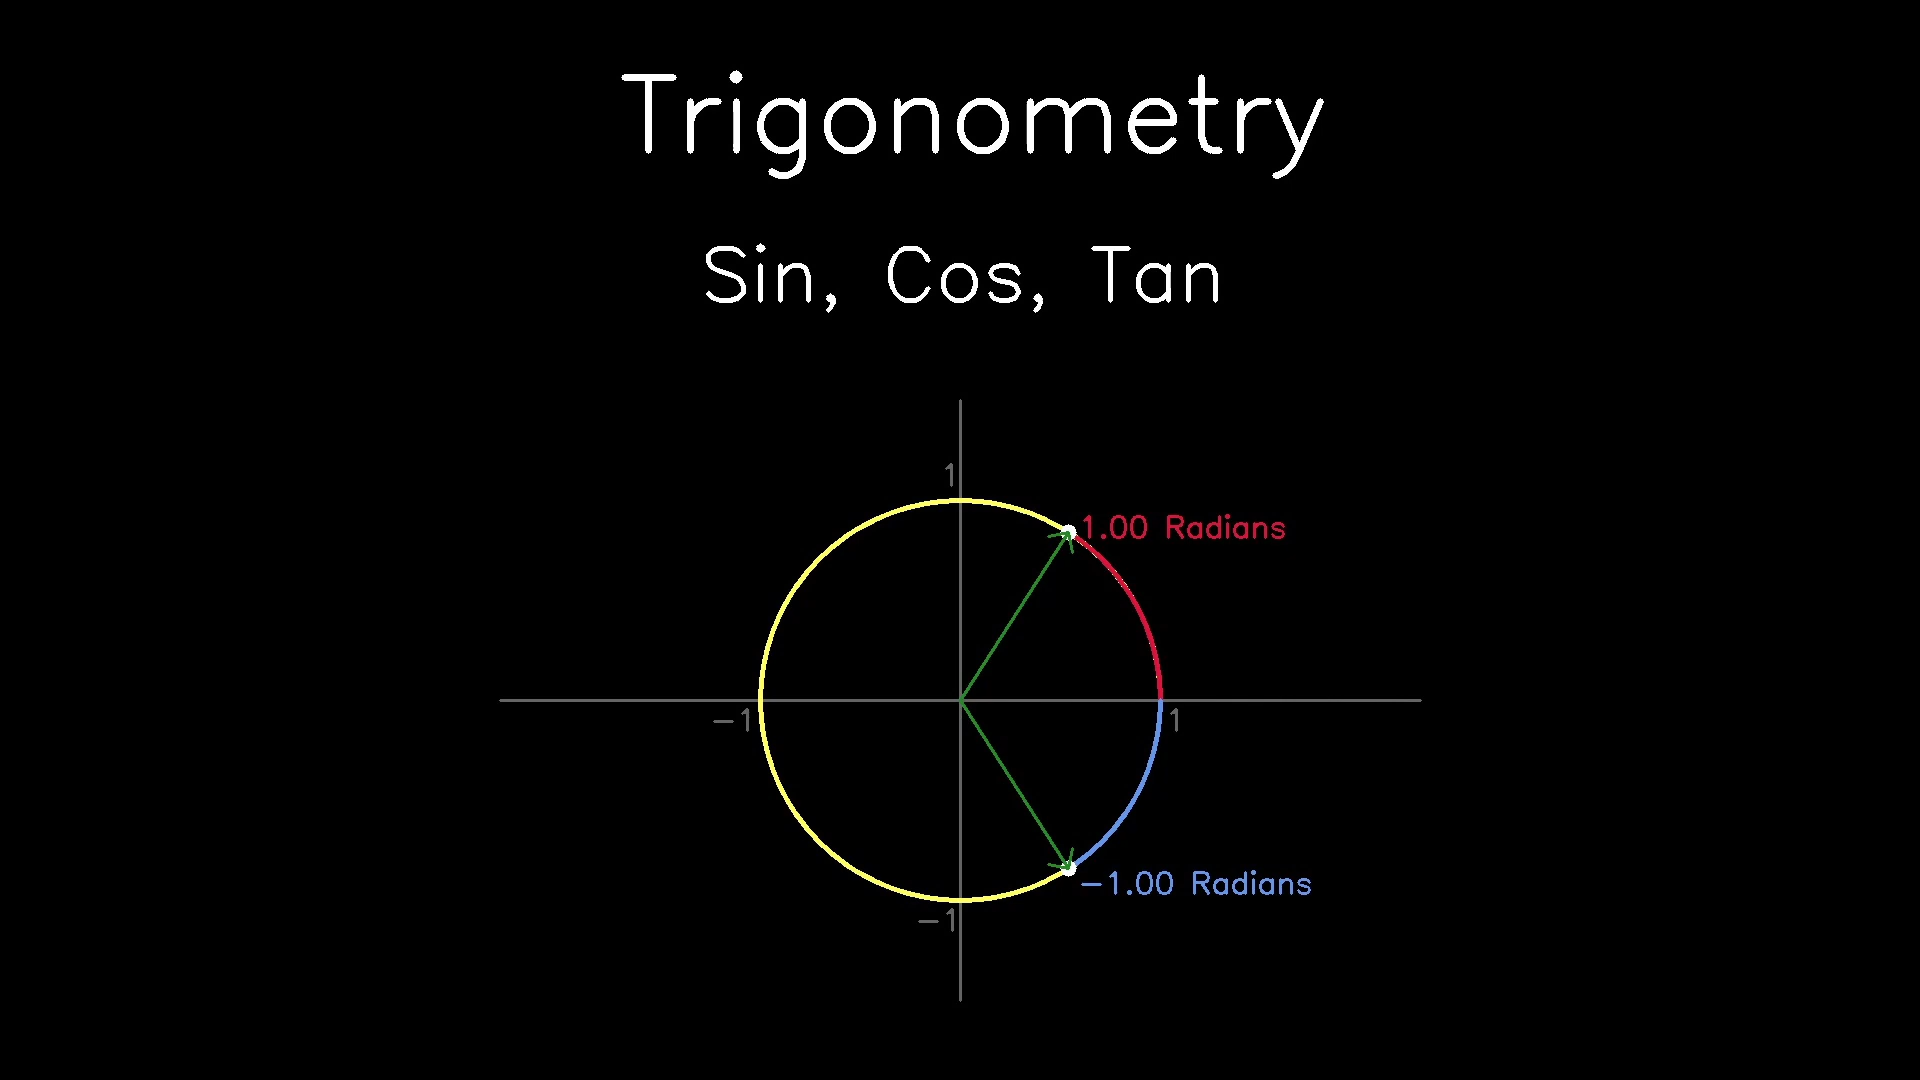 Trigonometry
Sin, Cos, Tan
1
1.00 Radians
-1
1
-1.00 Radians
-1